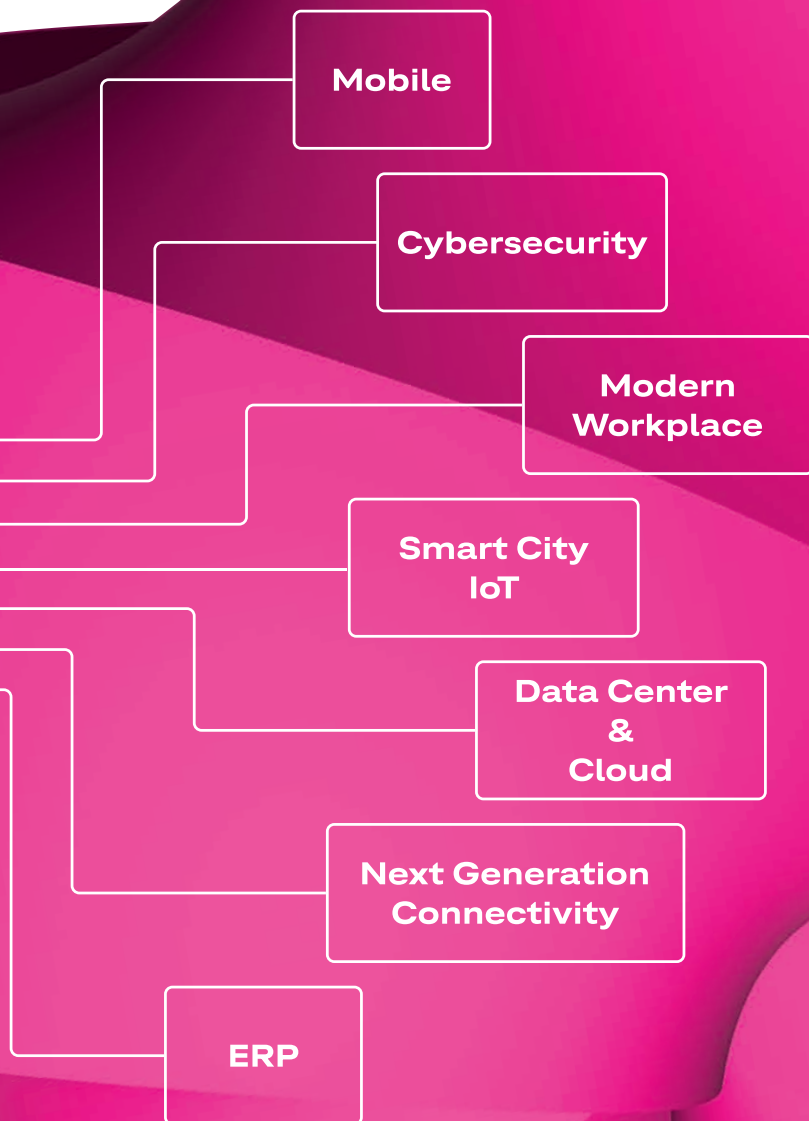 Mobile
Cybersecurity
Modern
Workplace
Smart City
IoT
Data Center
&
Cloud
Next Generation
Connectivity
ERP